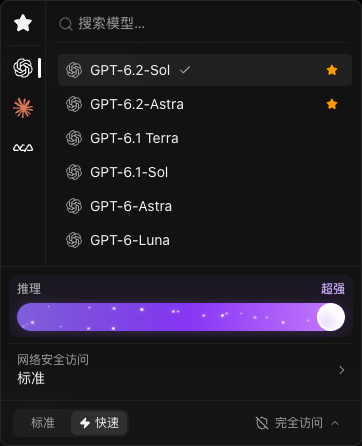 搜索模型...
GPT-6.2-Sol
GPT-6.2-Astra
GPT-6.1 Terra
GPT-6.1-Sol
GPT-6-Astra
GPT-6-Luna
推理 超强
网络安全访问
标准
标准 快速 完全访问